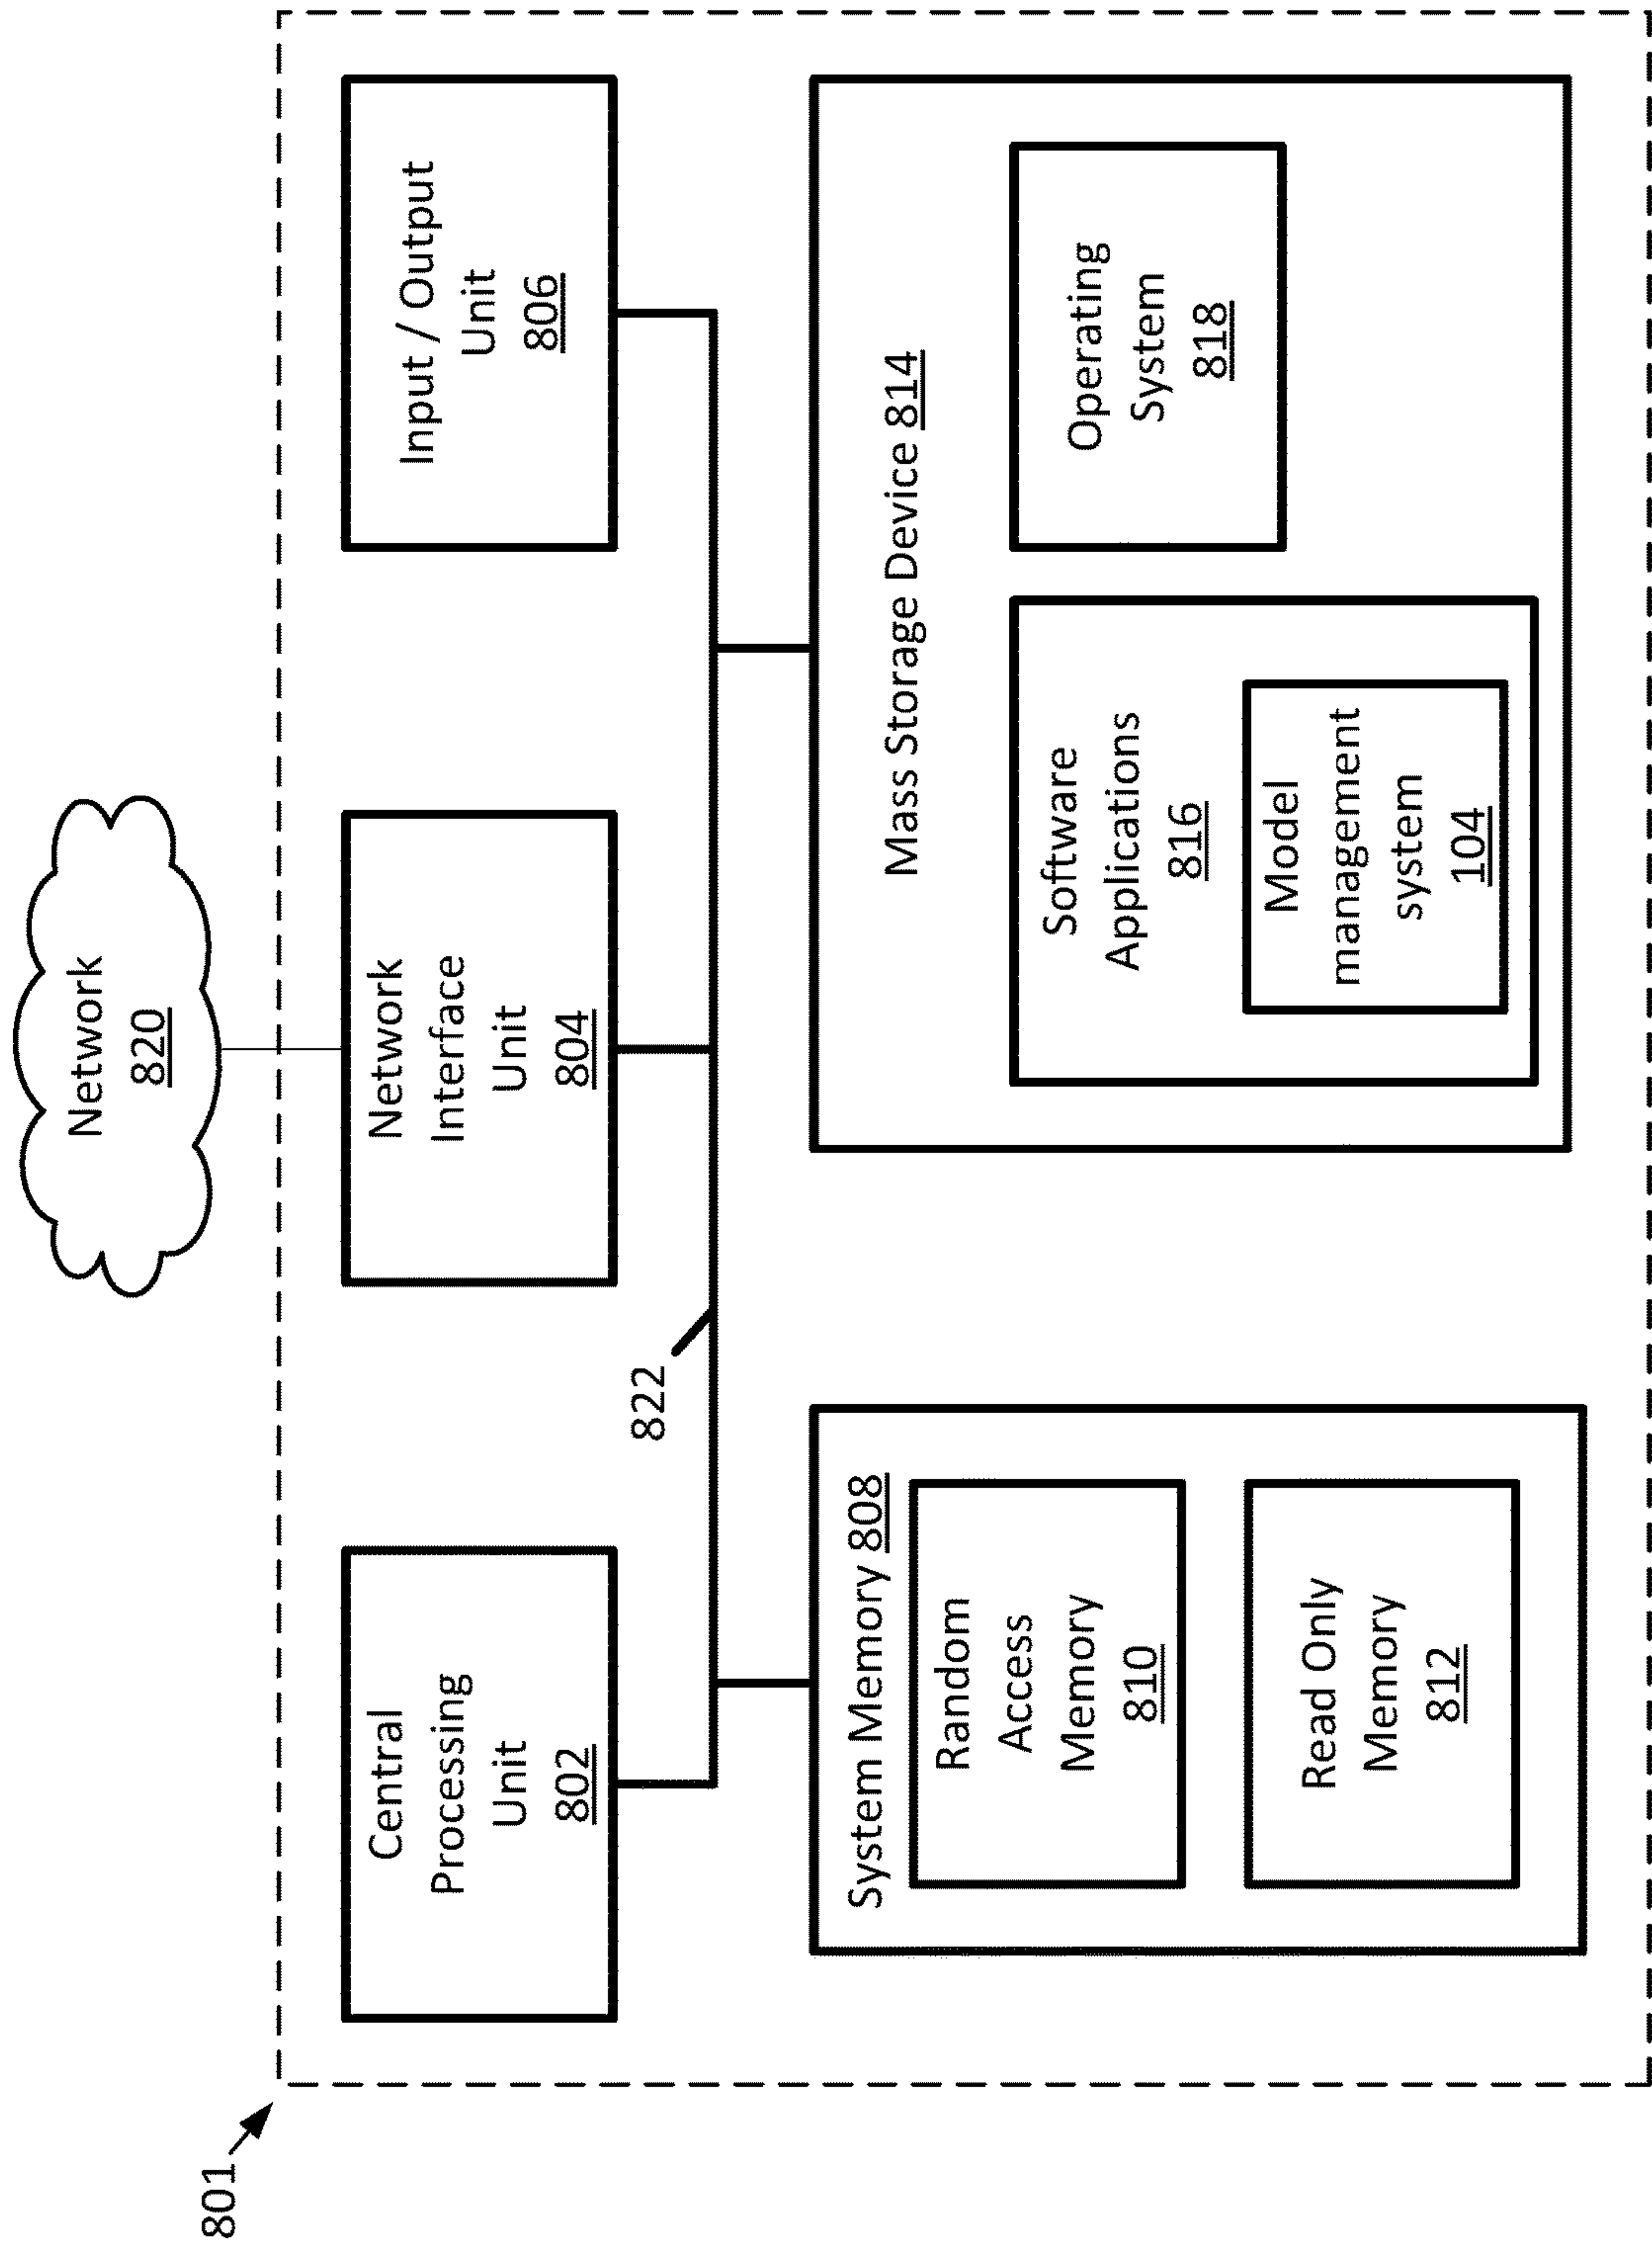 801
Network
820
Central
Processing
Unit
802
Network
Interface
Unit
804
Input / Output
Unit
806
822
System Memory 808
Random
Access
Memory
810
Read Only
Memory
812
Mass Storage Device 814
Software
Applications
816
Model
management
system
104
Operating
System
818